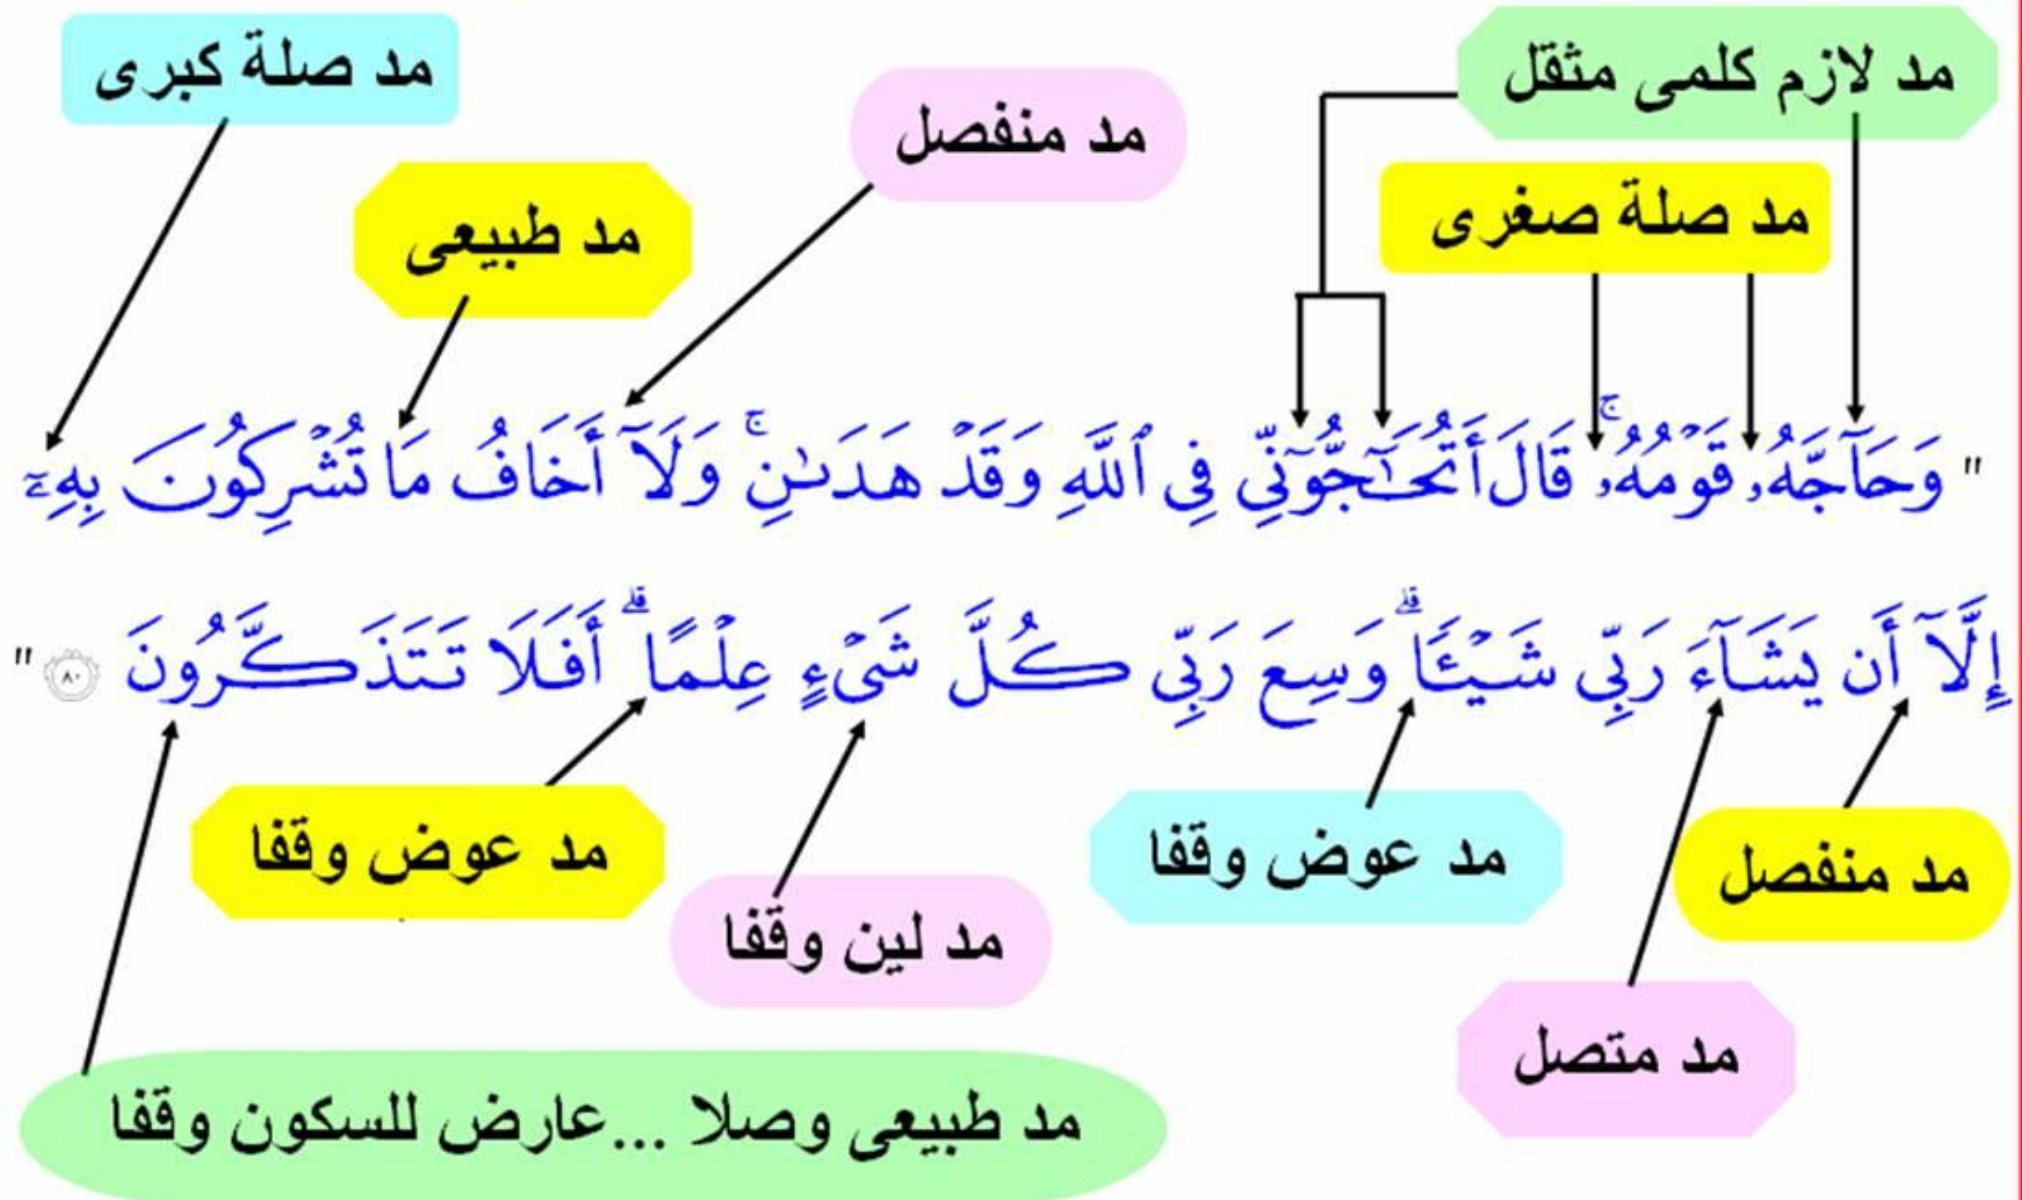 مد لازم كلمى مثقل
مد صلة كبرى
مد منفصل
مد صلة صغرى
مد طبيعى
" وَحَآجَّهُۥ قَوْمُهُۥ ۚ قَالَ أَتُحَـٰٓجُّوٓنِّى فِى ٱللَّهِ وَقَدْ هَدَىٰنِ ۚ وَلَآ أَخَافُ مَا تُشْرِكُونَ بِهِۦٓ
إِلَّآ أَن يَشَآءَ رَبِّى شَيْـًٔا ۗ وَسِعَ رَبِّى كُلَّ شَىْءٍ عِلْمًا ۗ أَفَلَا تَتَذَكَّرُونَ ٨٠ "
مد منفصل
مد عوض وقفا
مد عوض وقفا
مد لين وقفا
مد متصل
مد طبيعى وصلا ...عارض للسكون وقفا